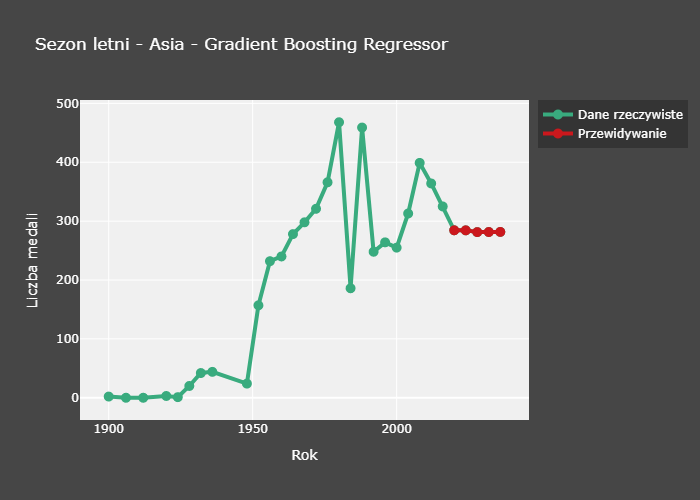 Sezon letni - Asia - Gradient Boosting Regressor
Dane rzeczywiste
Przewidywanie
500
400
300
200
100
0
Liczba medali
1900
1950
2000
Rok